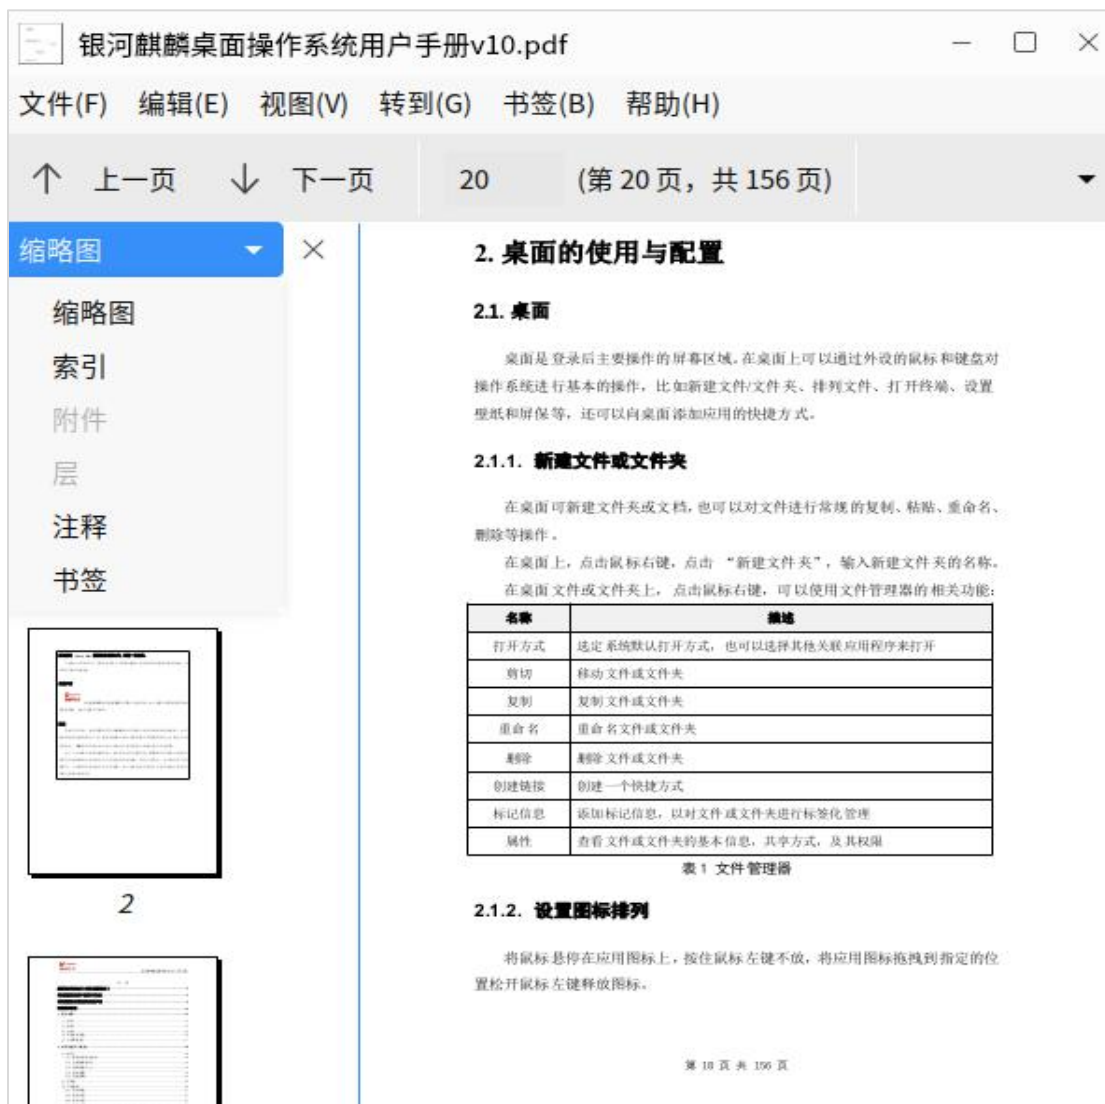 银河麒麟桌面操作系统用户手册v10.pdf
文件(F) 编辑(E) 视图(V) 转到(G) 书签(B) 帮助(H)
上一页 下一页 20 (第 20 页，共 156 页)
缩略图
缩略图
索引
附件
层
注释
书签
2
2. 桌面的使用与配置
2.1. 桌面
桌面是登录后主要操作的屏幕区域。在桌面上可以通过外设的鼠标和键盘对
操作系统进行基本的操作，比如新建文件/文件夹、排列文件、打开终端、设置
壁纸和屏保等，还可以向桌面添加应用的快捷方式。
2.1.1. 新建文件或文件夹
在桌面可新建文件夹或文档，也可以对文件进行常规的复制、粘贴、重命名、
删除等操作。
在桌面上，点击鼠标右键，点击 “新建文件夹”，输入新建文件夹的名称。
在桌面文件或文件夹上，点击鼠标右键，可以使用文件管理器的相关功能：
名称 描述
打开方式 选定系统默认打开方式，也可以选择其他关联应用程序来打开
剪切 移动文件或文件夹
复制 复制文件或文件夹
重命名 重命名文件或文件夹
删除 删除文件或文件夹
创建链接 创建一个快捷方式
标记信息 添加标记信息，以对文件或文件夹进行标签化管理
属性 查看文件或文件夹的基本信息，共享方式，及其权限
表 1 文件管理器
2.1.2. 设置图标排列
将鼠标悬停在应用图标上，按住鼠标左键不放，将应用图标拖拽到指定的位
置松开鼠标左键释放图标。
第 18 页 共 156 页